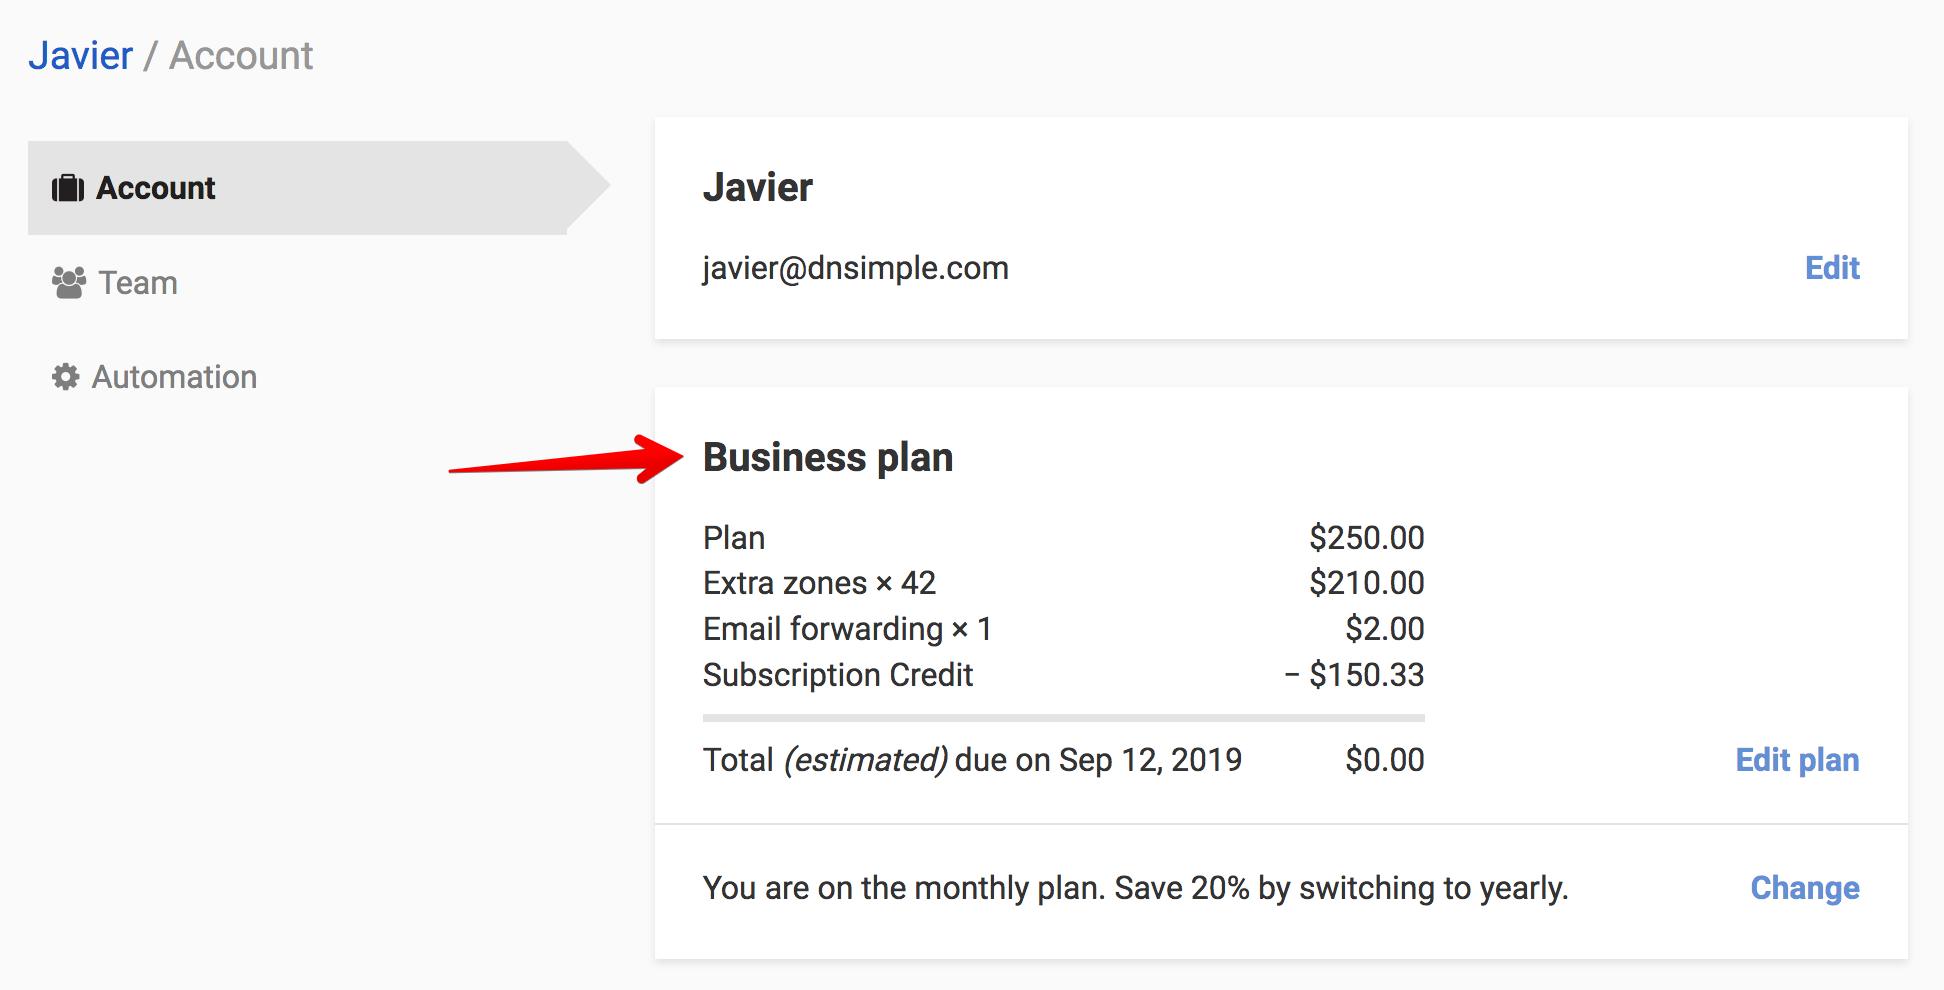 Javier / Account
Account
Team
Automation
Javier
javier@dnsimple.com Edit
Business plan
Plan $250.00
Extra zones × 42 $210.00
Email forwarding × 1 $2.00
Subscription Credit − $150.33
Total (estimated) due on Sep 12, 2019 $0.00 Edit plan
You are on the monthly plan. Save 20% by switching to yearly. Change